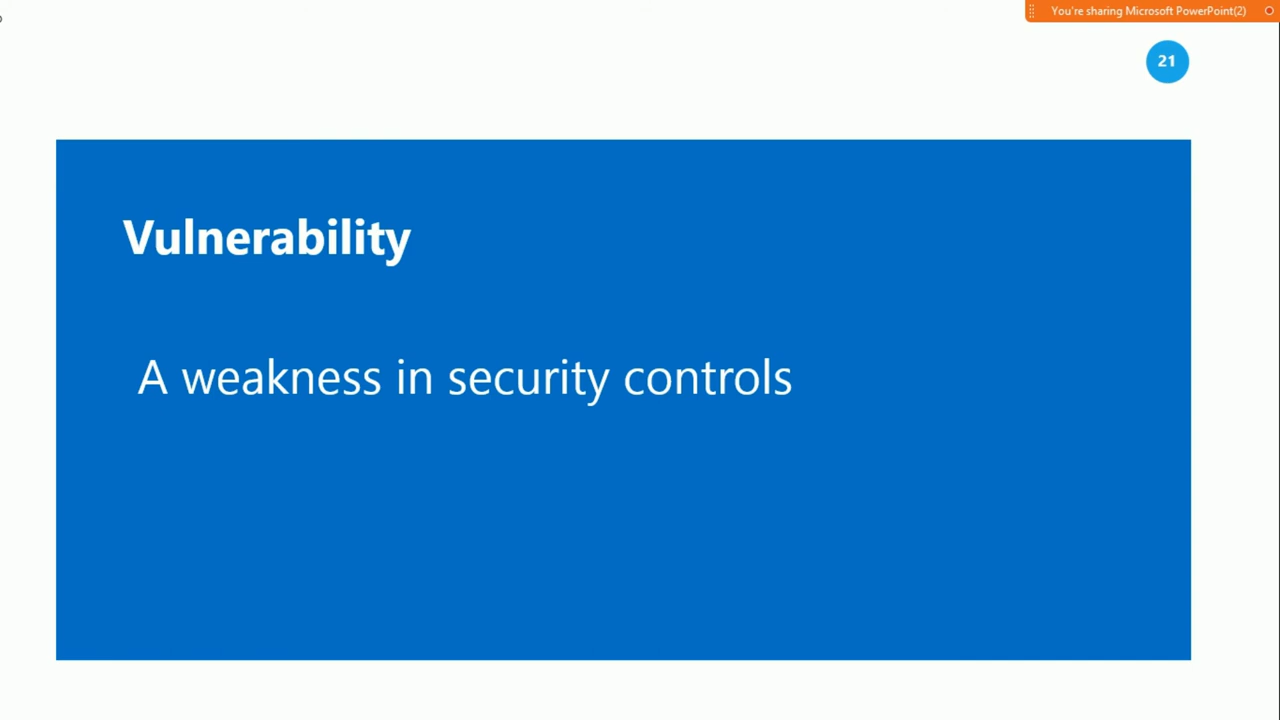 You're sharing Microsoft PowerPoint(2)
21
Vulnerability
A weakness in security controls